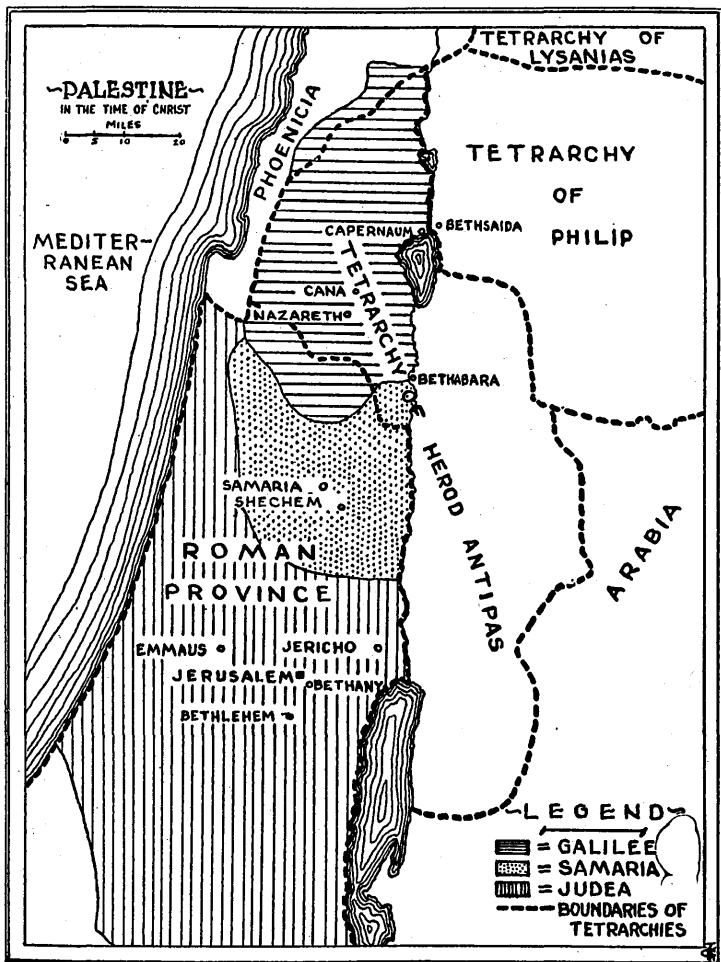 ~PALESTINE~
IN THE TIME OF CHRIST
MILES
0 5 10 20
TETRARCHY OF
LYSANIAS
PHOENICIA
TETRARCHY
OF
PHILIP
MEDITER-
RANEAN
SEA
CAPERNAUM
BETHSAIDA
CANA
NAZARETH
TETRARCHY
OF
HEROD ANTIPAS
BETHABARA
SAMARIA
SHECHEM
ROMAN
PROVINCE
ARABIA
EMMAUS
JERICHO
JERUSALEM
BETHANY
BETHLEHEM
~LEGEND~
= GALILEE
= SAMARIA
= JUDEA
BOUNDARIES OF
TETRARCHIES